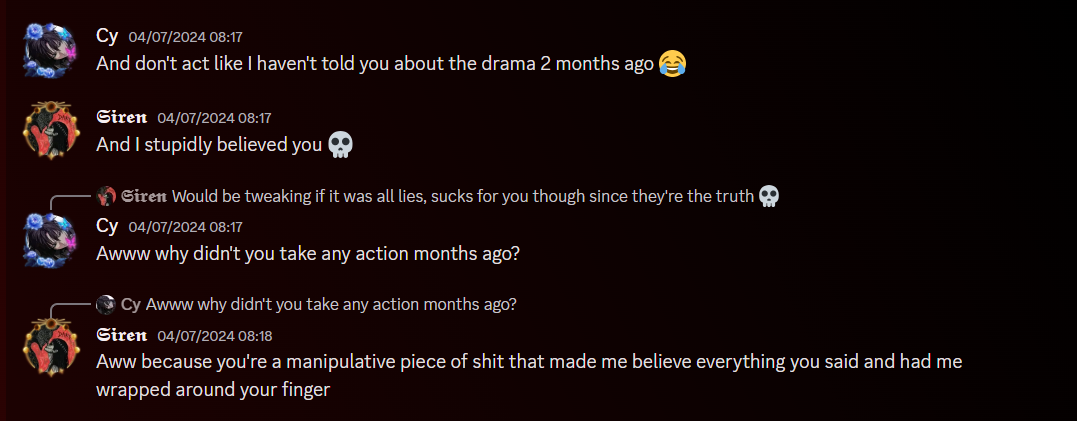 Cy 04/07/2024 08:17
And don't act like I haven't told you about the drama 2 months ago 😂
𝕾𝖎𝖗𝖊𝖓 04/07/2024 08:17
And I stupidly believed you 💀
𝕾𝖎𝖗𝖊𝖓 Would be tweaking if it was all lies, sucks for you though since they're the truth 💀
Cy 04/07/2024 08:17
Awww why didn't you take any action months ago?
Cy Awww why didn't you take any action months ago?
𝕾𝖎𝖗𝖊𝖓 04/07/2024 08:18
Aww because you're a manipulative piece of shit that made me believe everything you said and had me
wrapped around your finger